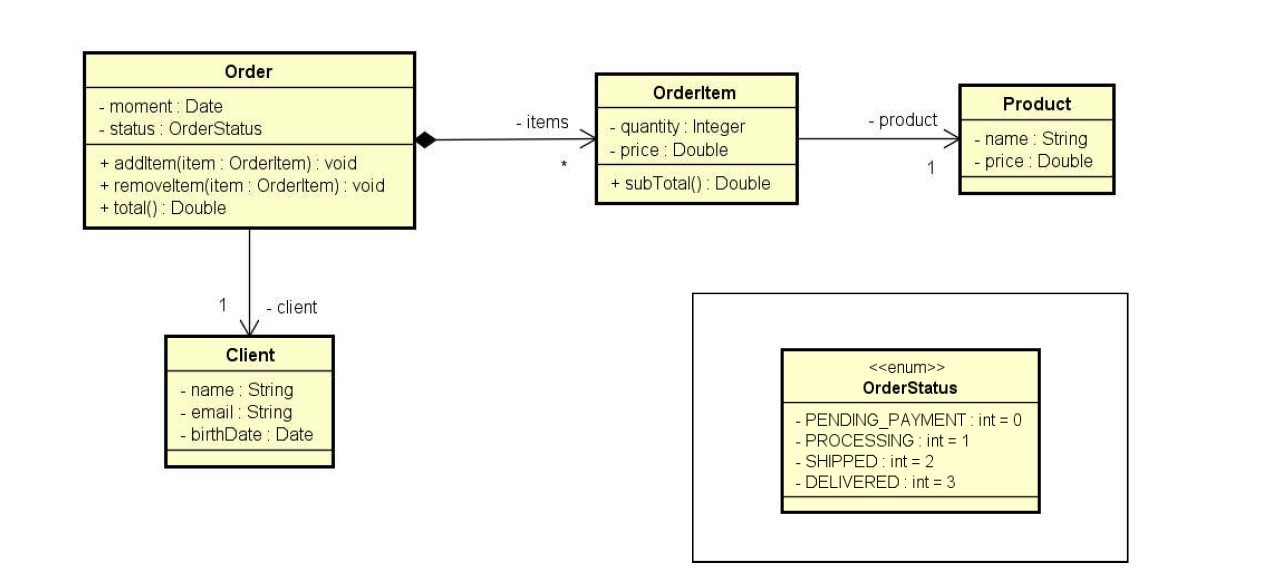 Order
- moment : Date
- status : OrderStatus
+ addItem(item : OrderItem) : void
+ removeItem(item : OrderItem) : void
+ total() : Double
- items
*
OrderItem
- quantity : Integer
- price : Double
+ subTotal() : Double
- product
1
Product
- name : String
- price : Double
1
- client
Client
- name : String
- email : String
- birthDate : Date
<<enum>>
OrderStatus
- PENDING_PAYMENT : int = 0
- PROCESSING : int = 1
- SHIPPED : int = 2
- DELIVERED : int = 3